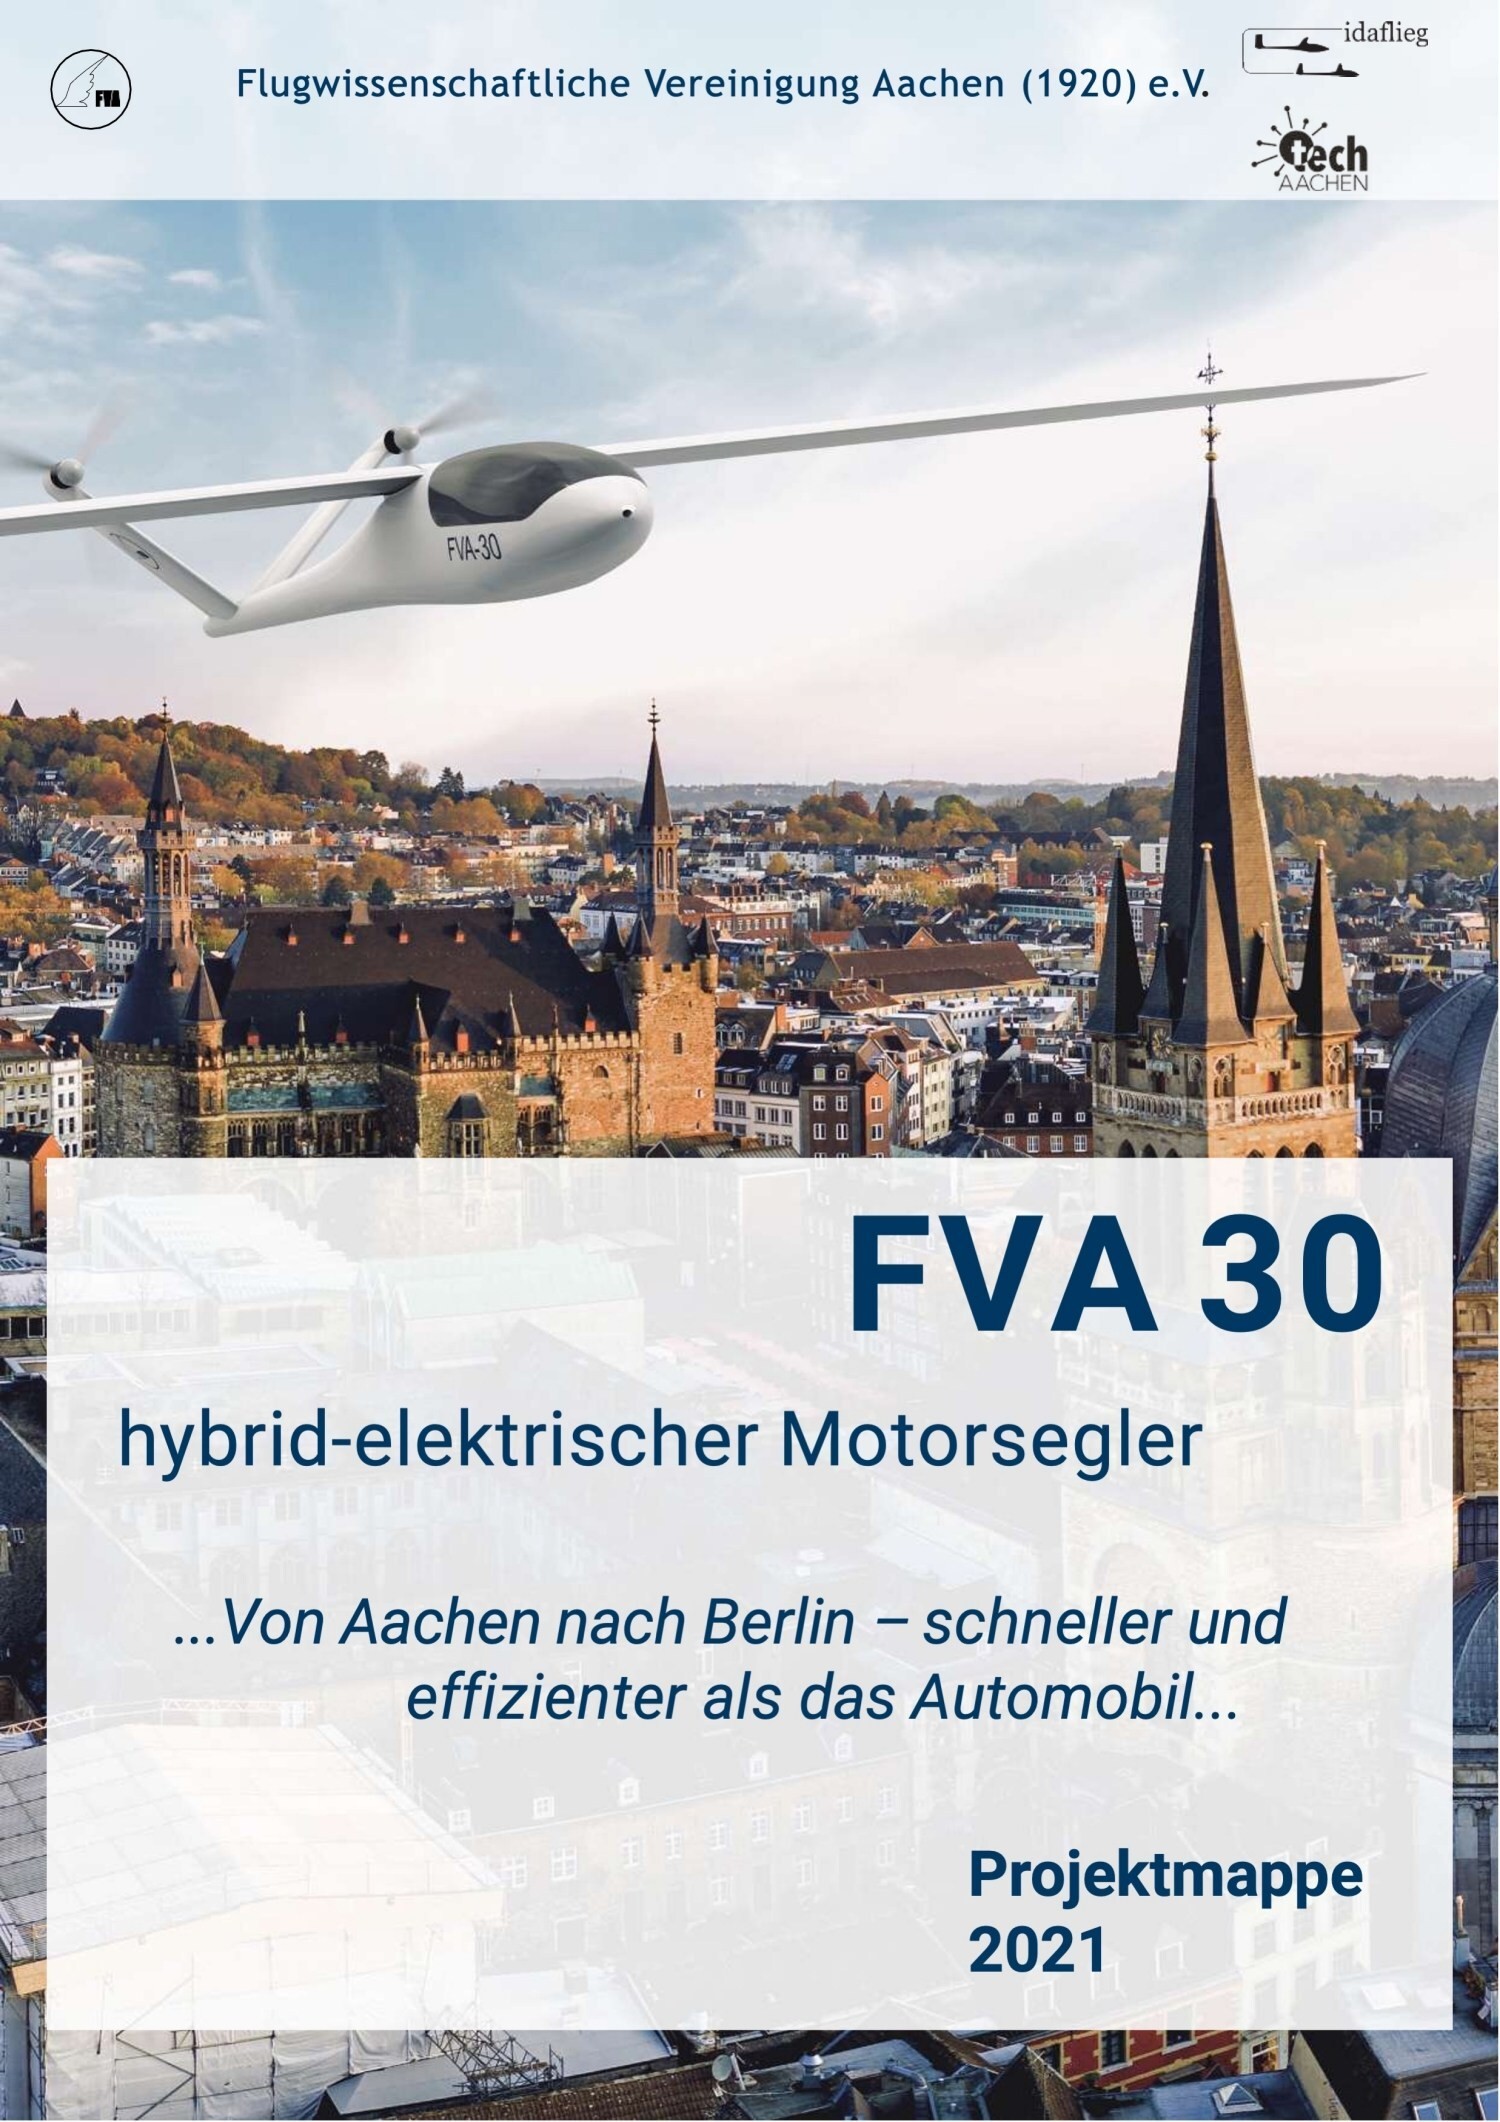 FVA
Flugwissenschaftliche Vereinigung Aachen (1920) e.V.
idaflieg
tech
AACHEN
FVA-30
FVA 30
hybrid-elektrischer Motorsegler
...Von Aachen nach Berlin – schneller und
effizienter als das Automobil...
Projektmappe
2021